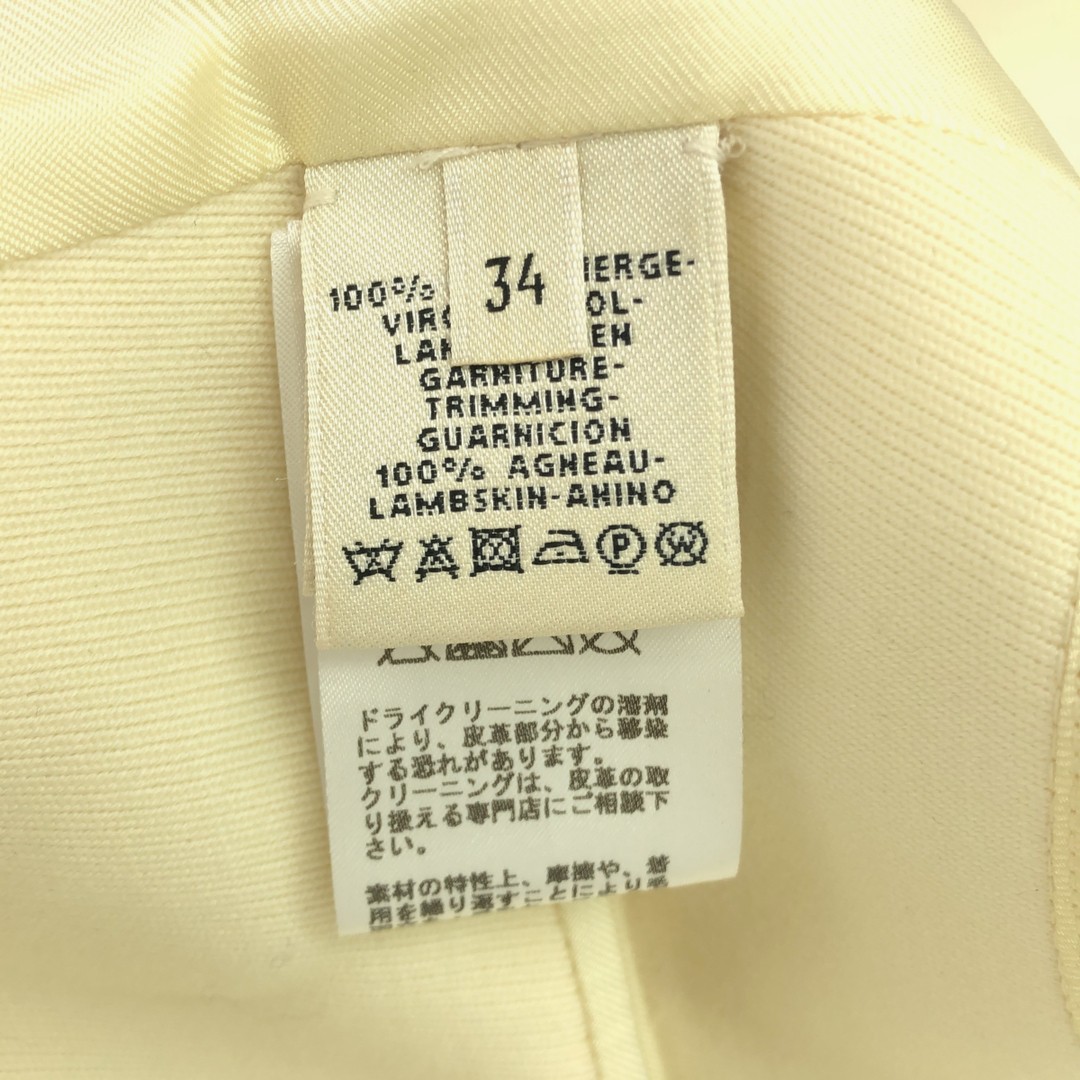 34
100% IERGE-
VIRG OL-
LAN EN
GARNITURE-
TRIMMING-
GUARNICION
100% AGNEAU-
LAMBSKIN-ANINO
P W
ドライクリーニングの溶剤
により、皮革部分から移染
する恐れがあります。
クリーニングは、皮革の取
り扱える専門店にご相談下
さい。
素材の特性上、摩擦や、着
用を繰り返すことにより